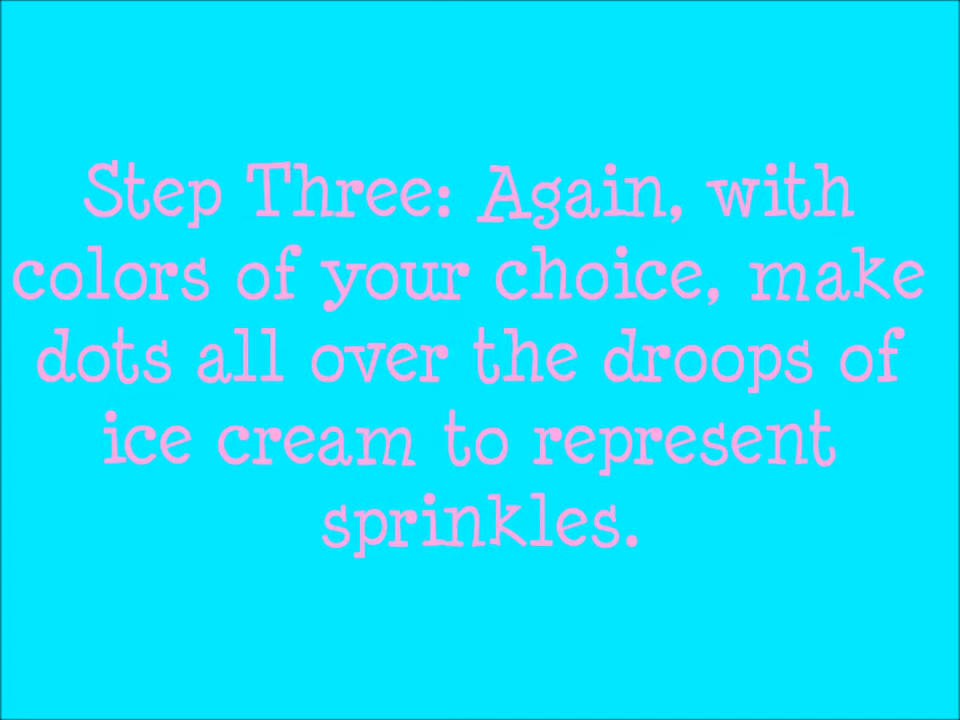 Step Three: Again, with
colors of your choice, make
dots all over the droops of
ice cream to represent
sprinkles.